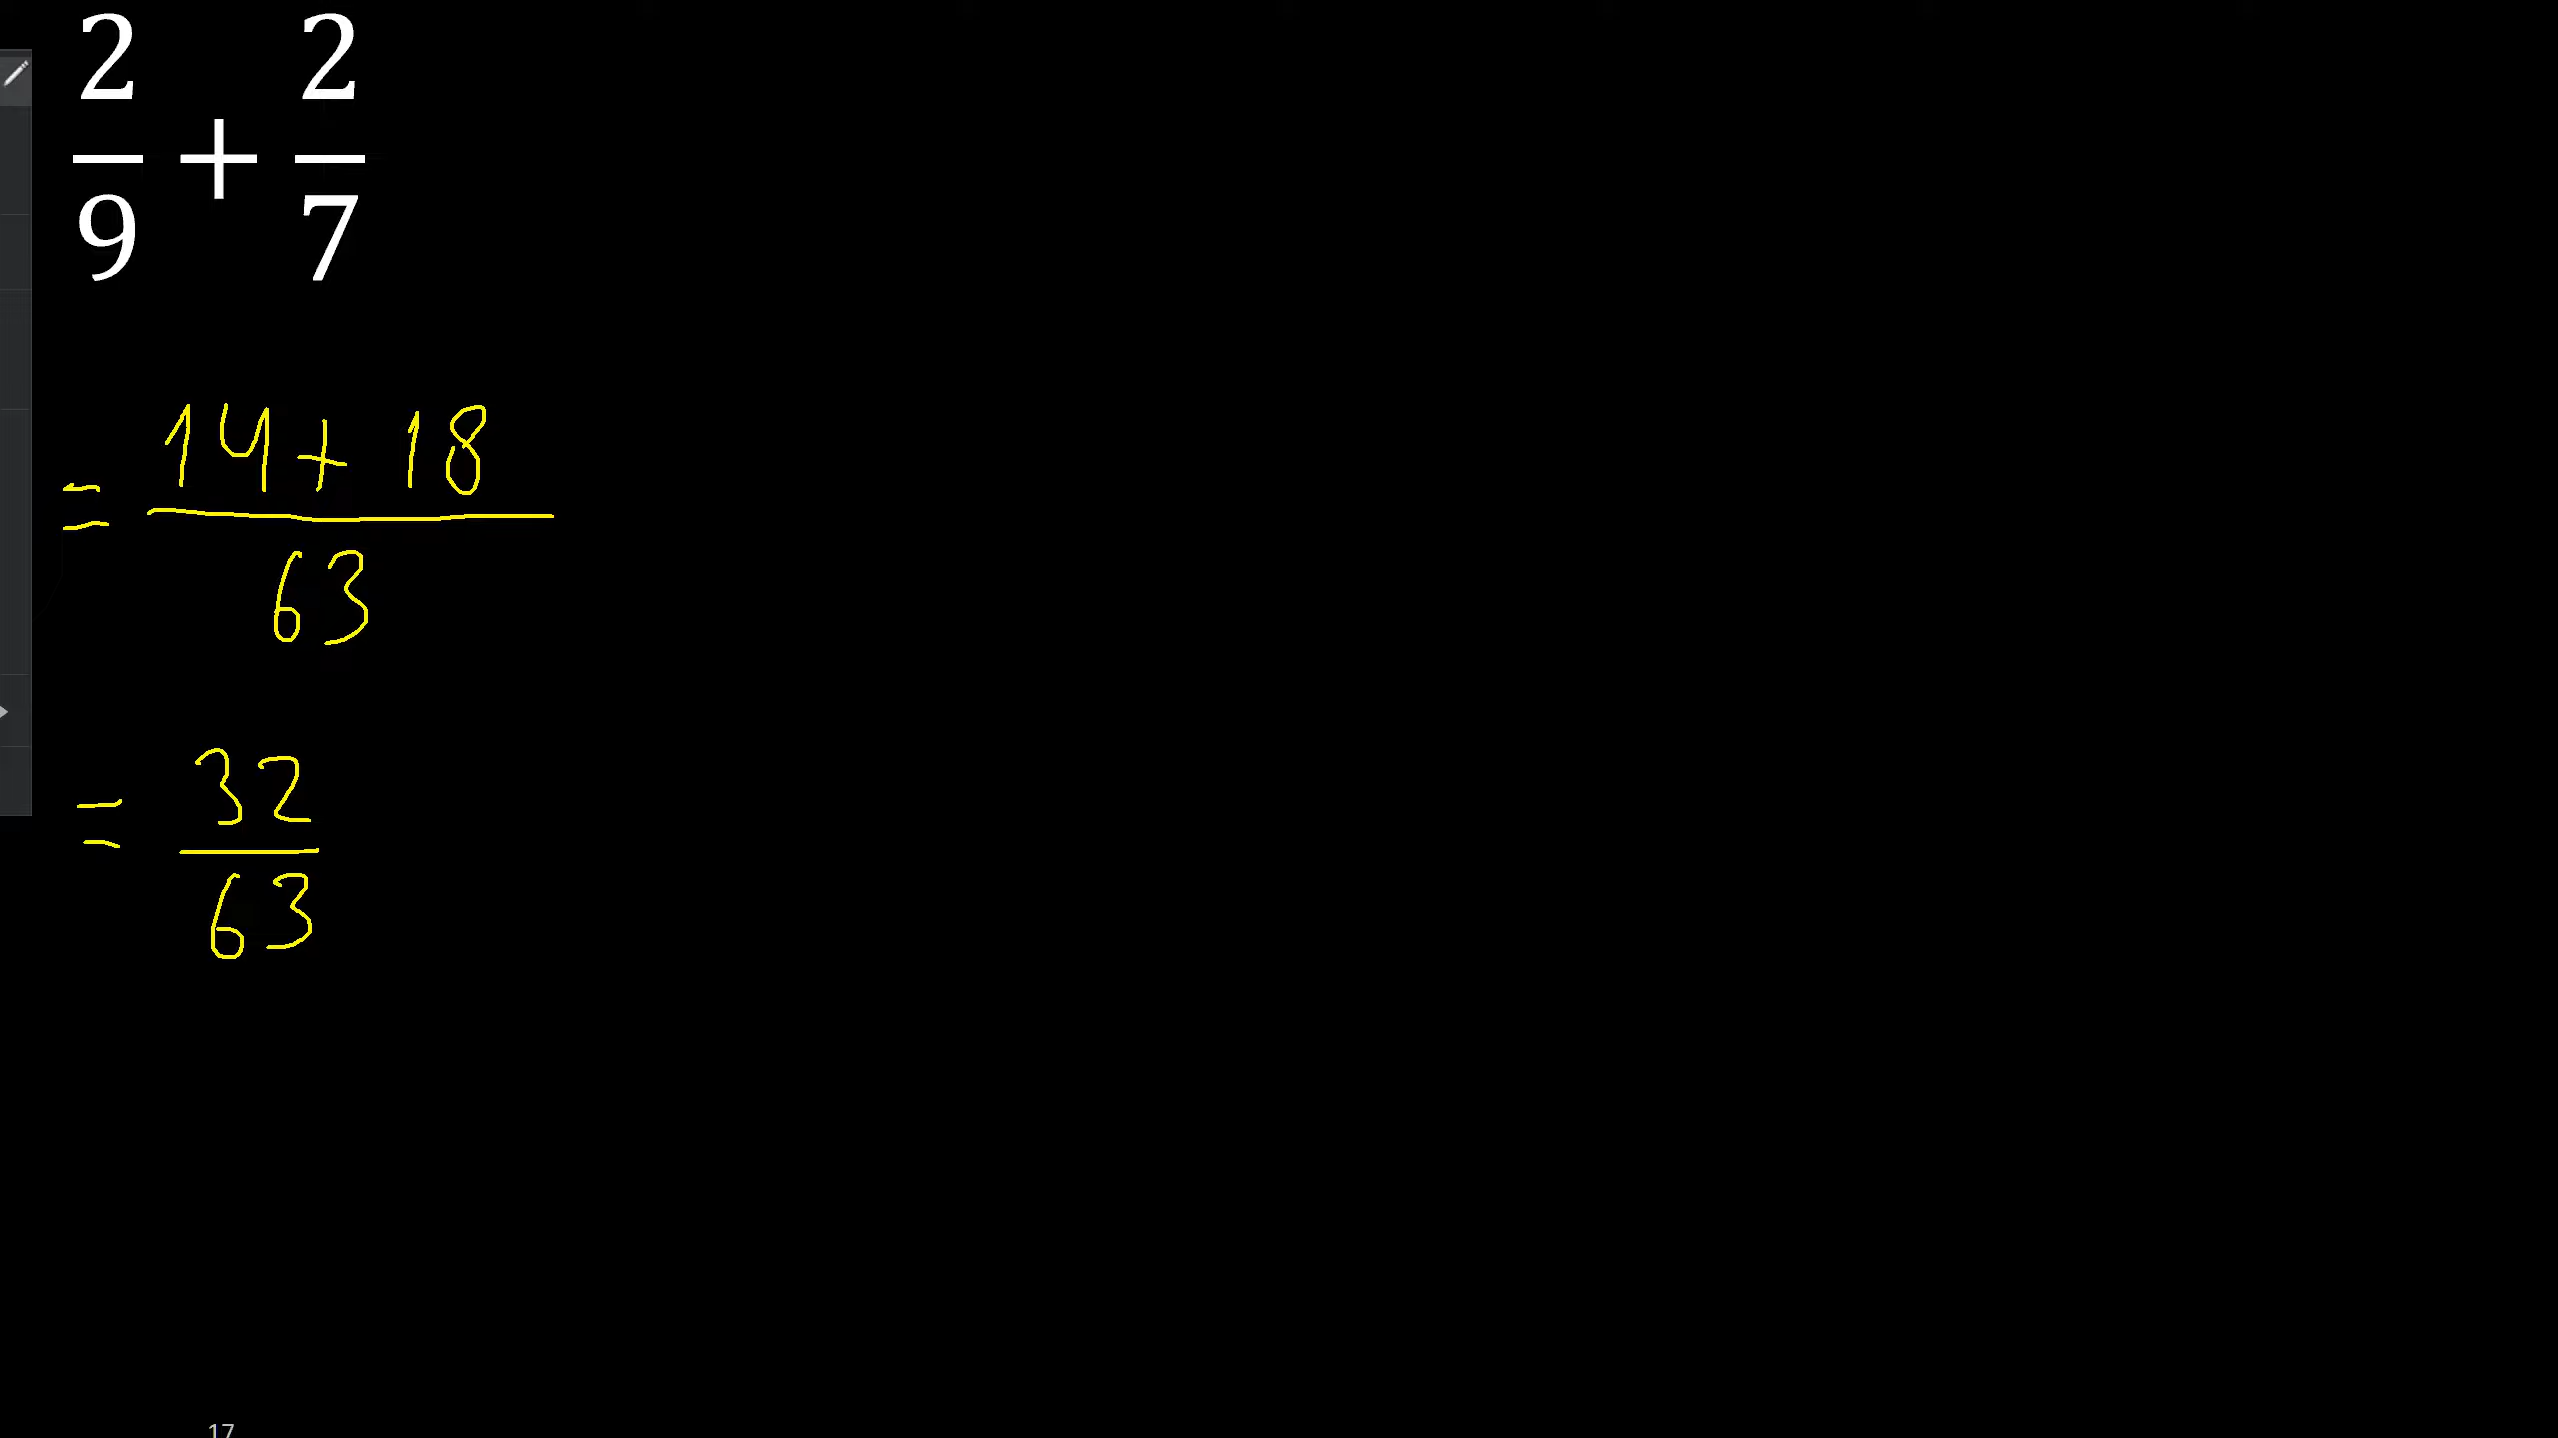 2/9 + 2/7
= 14 + 18 / 63
= 32 / 63
17